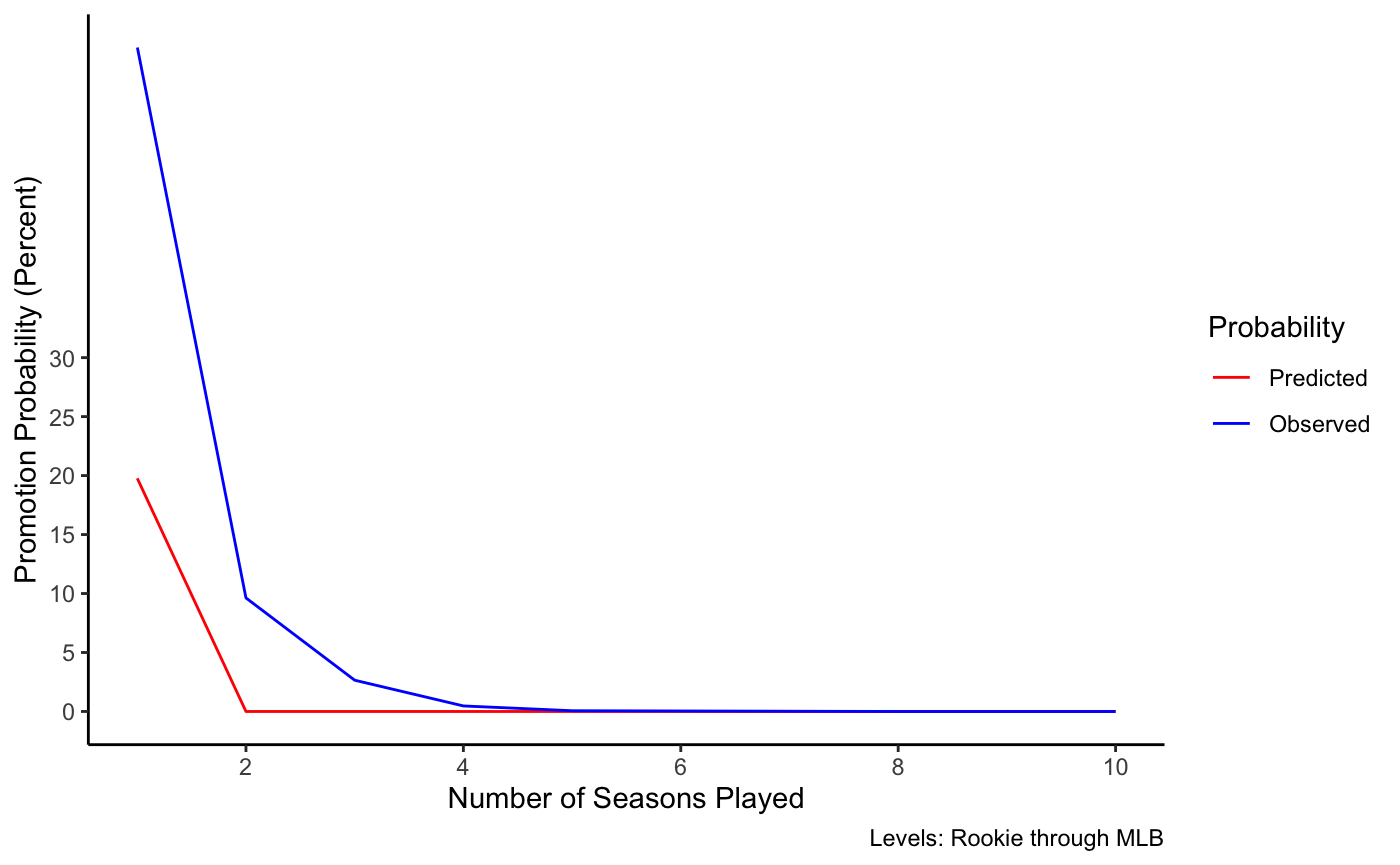 Promotion Probability (Percent)
30
25
20
15
10
5
0
2 4 6 8 10
Number of Seasons Played
Levels: Rookie through MLB
Probability
Predicted
Observed